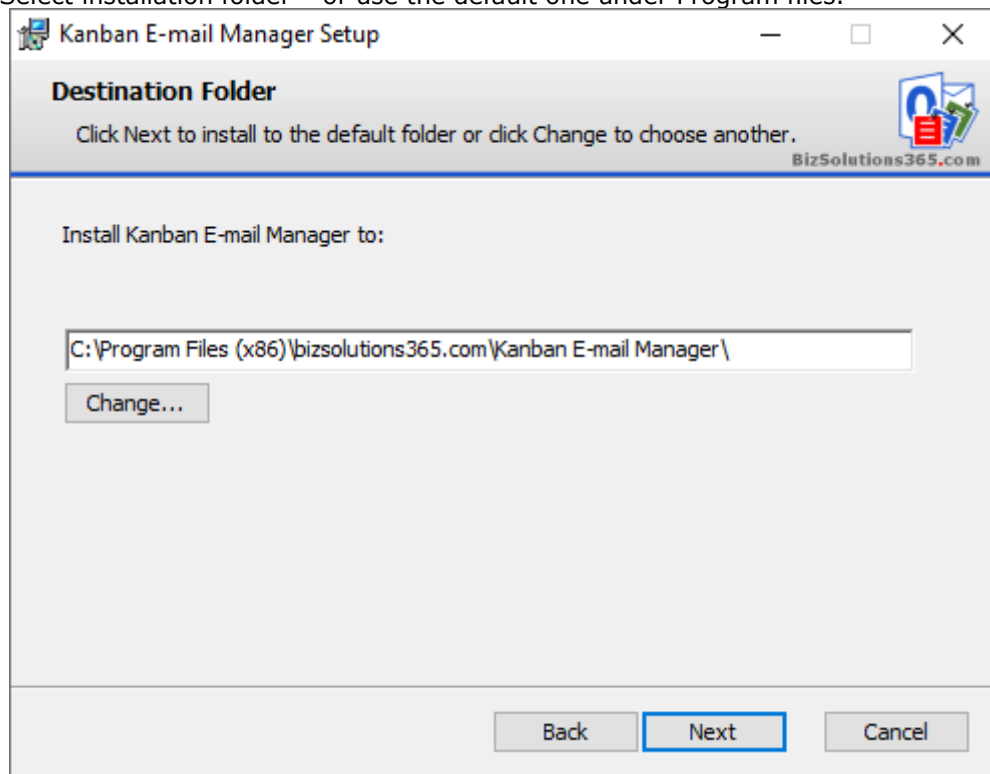 Select installation folder – or use the default one under Program files:
Kanban E-mail Manager Setup
Destination Folder
Click Next to install to the default folder or click Change to choose another.
BizSolutions365.com
Install Kanban E-mail Manager to:
C:\Program Files (x86)\bizsolutions365.com\Kanban E-mail Manager\
Change...
Back
Next
Cancel